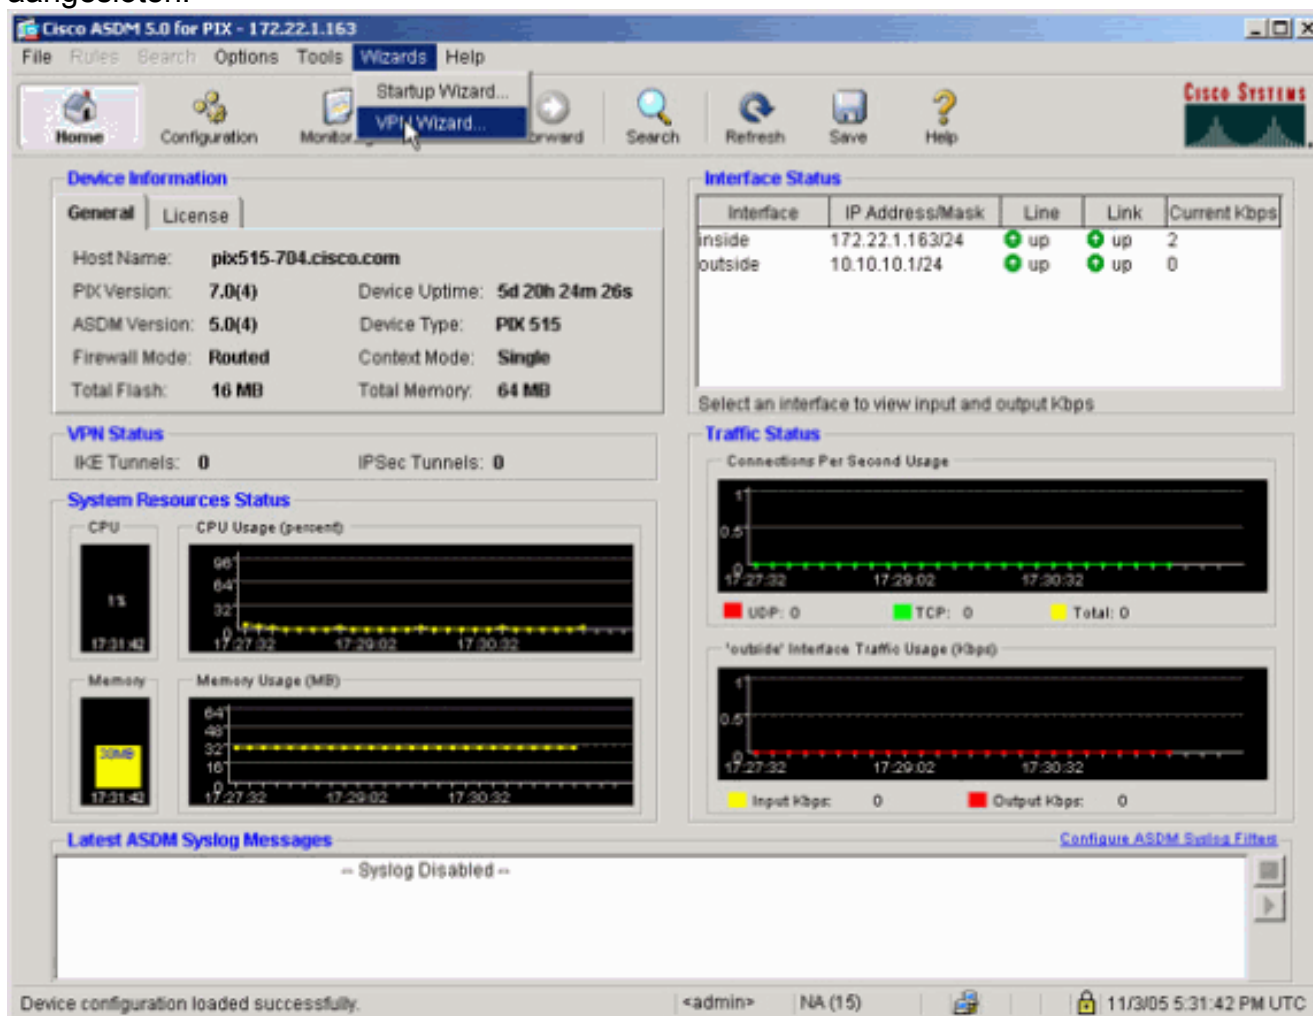 aangesloten.
Cisco ASDM 5.0 for PIX - 172.22.1.163
File Rules Search Options Tools Wizards Help
Startup Wizard...
VPN Wizard...
Home Configuration Search Refresh Save Help
CISCO SYSTEMS
Device Information
General License
Host Name: pix515-704.cisco.com
PIX Version: 7.0(4) Device Uptime: 5d 20h 24m 26s
ASDM Version: 5.0(4) Device Type: PIX 515
Firewall Mode: Routed Context Mode: Single
Total Flash: 16 MB Total Memory: 64 MB
Interface Status
Interface IP Address/Mask Line Link Current Kbps
inside 172.22.1.163/24 up up 2
outside 10.10.10.1/24 up up 0
Select an interface to view input and output Kbps
VPN Status
IKE Tunnels: 0 IPSec Tunnels: 0
System Resources Status
CPU
1%
17:31:42
CPU Usage (percent)
96
64
32
0
17:27:32 17:29:02 17:30:32
Memory
17:31:42
Memory Usage (MB)
64
48
32
16
0
17:27:32 17:29:02 17:30:32
Traffic Status
Connections Per Second Usage
1
0.5
0
17:27:32 17:29:02 17:30:32
UDP: 0 TCP: 0 Total: 0
'outside' Interface Traffic Usage (Kbps)
1
0.5
0
17:27:32 17:29:02 17:30:32
Input Kbps: 0 Output Kbps: 0
Latest ASDM Syslog Messages
Configure ASDM Syslog Filters
-- Syslog Disabled --
Device configuration loaded successfully. <admin> NA (15) 11/3/05 5:31:42 PM UTC